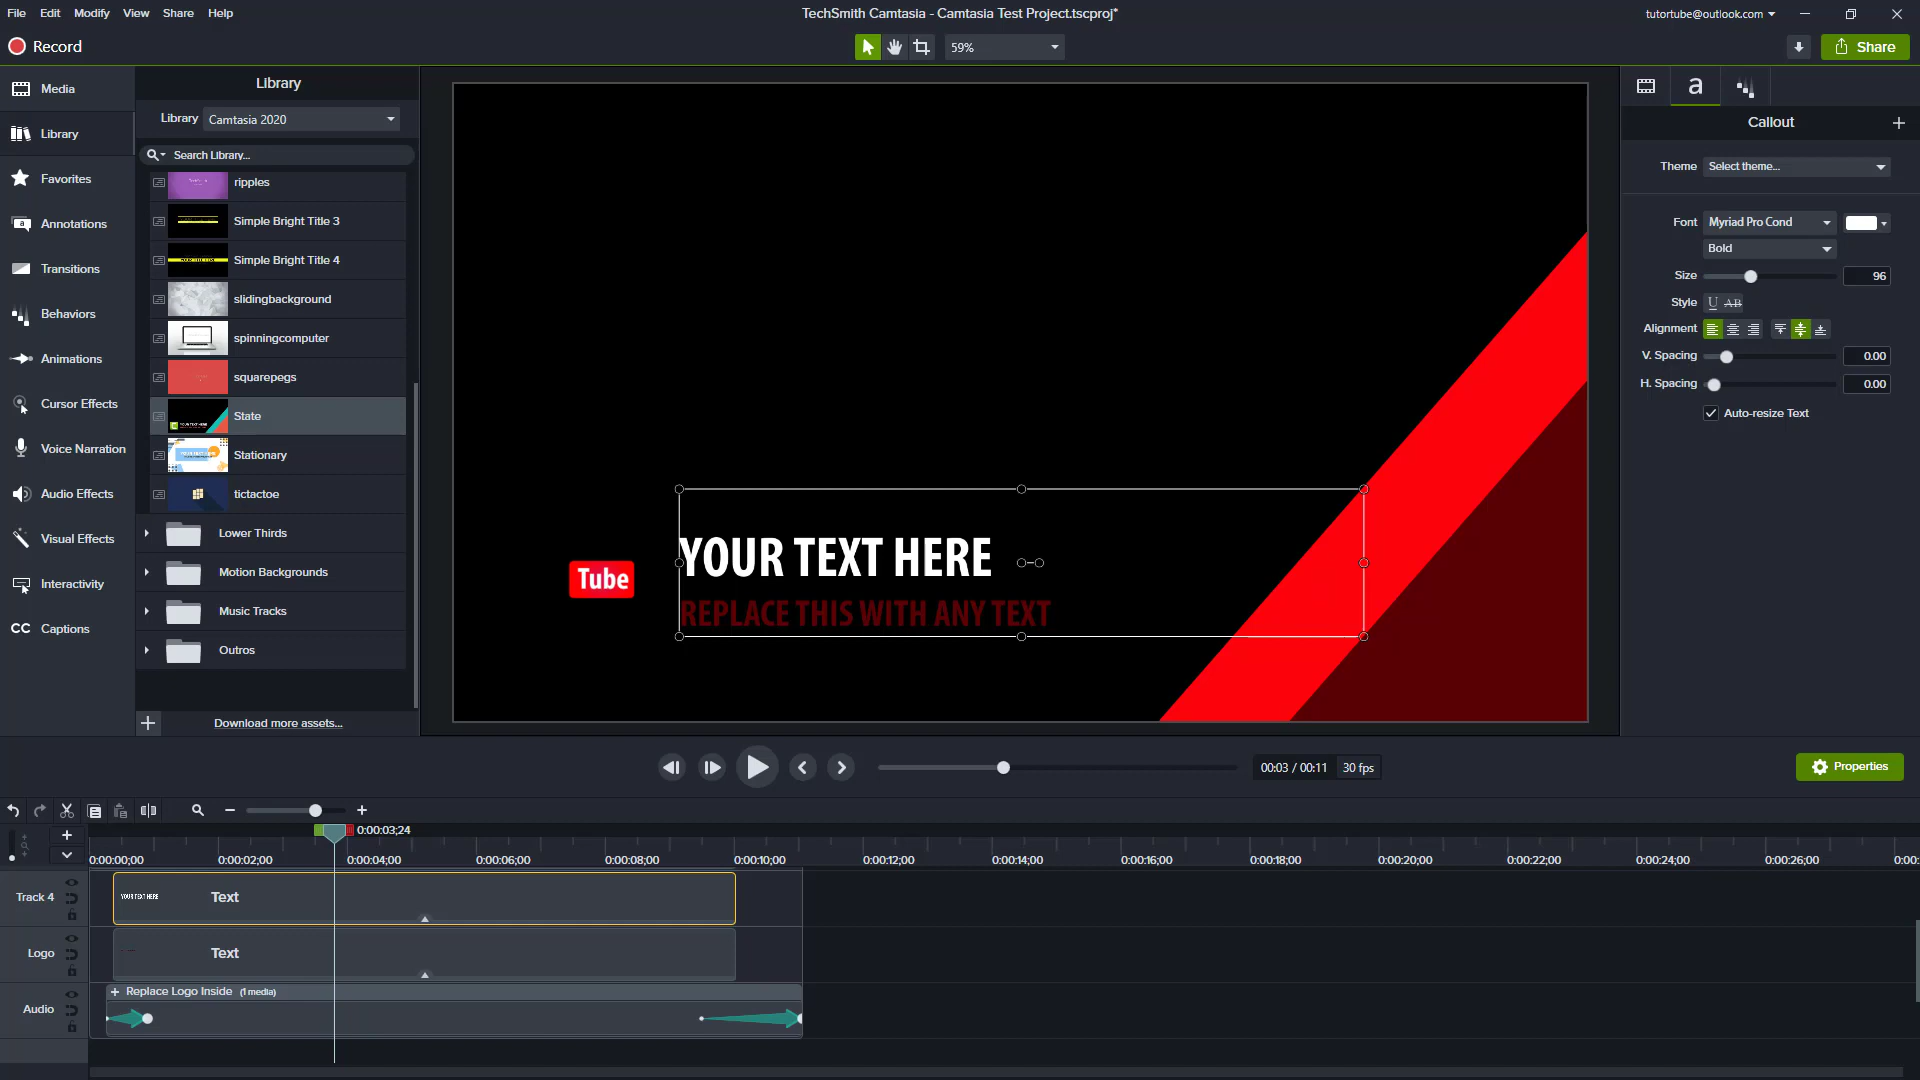 File Edit Modify View Share Help
TechSmith Camtasia - Camtasia Test Project.tscproj*
tutortube@outlook.com
Record
59%
Share
Media
Library
Favorites
Annotations
Transitions
Behaviors
Animations
Cursor Effects
Voice Narration
Audio Effects
Visual Effects
Interactivity
CC Captions
Library
Library Camtasia 2020
Search Library...
ripples
Simple Bright Title 3
Simple Bright Title 4
slidingbackground
spinningcomputer
squarepegs
State
Stationary
tictactoe
Lower Thirds
Motion Backgrounds
Music Tracks
Outros
Download more assets...
YOUR TEXT HERE
Tube
REPLACE THIS WITH ANY TEXT
a
Callout
Theme Select theme...
Font Myriad Pro Cond
Bold
Size 96
Style U AB
Alignment
V. Spacing 0.00
H. Spacing 0.00
Auto-resize Text
00:03 / 00:11 30 fps
Properties
0:00:03;24
0:00:00;00 0:00:02;00 0:00:04;00 0:00:06;00 0:00:08;00 0:00:10;00 0:00:12;00 0:00:14;00 0:00:16;00 0:00:18;00 0:00:20;00 0:00:22;00 0:00:24;00 0:00:26;00 0:00:
Track 4 YOUR TEXT HERE Text
Logo Text
Audio + Replace Logo Inside (1 media)